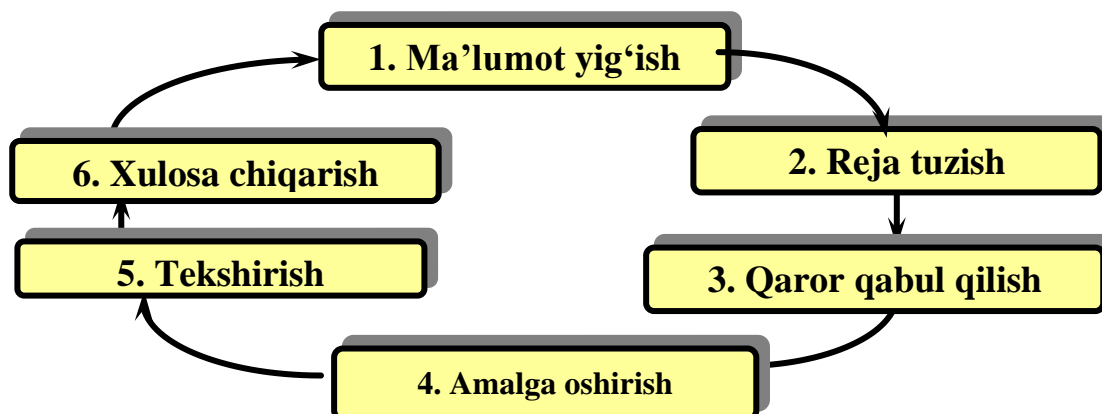 1. Ma’lumot yig‘ish
2. Reja tuzish
3. Qaror qabul qilish
4. Amalga oshirish
5. Tekshirish
6. Xulosa chiqarish